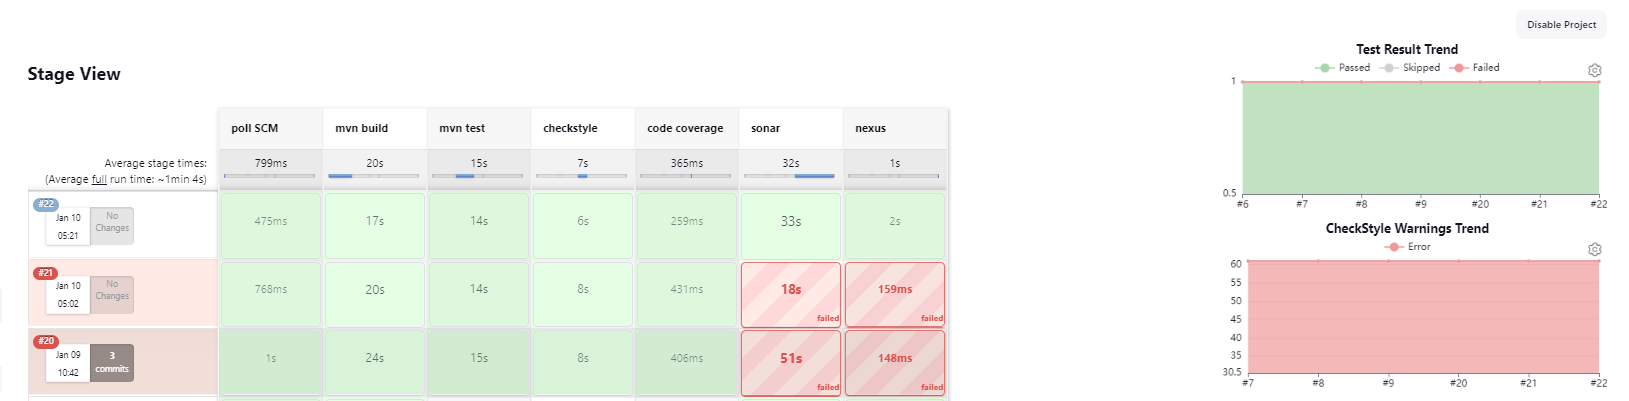 Disable Project
Stage View
poll SCM mvn build mvn test checkstyle code coverage sonar nexus
Average stage times: 799ms 20s 15s 7s 365ms 32s 1s
(Average full run time: ~1min 4s)
#22
Jan 10 No
05:21 Changes
475ms 17s 14s 6s 259ms 33s 2s
#21
Jan 10 No
05:02 Changes
768ms 20s 14s 8s 431ms 18s 159ms
failed failed
#20
Jan 09 3
10:42 commits
1s 24s 15s 8s 406ms 51s 148ms
failed failed
Test Result Trend
Passed Skipped Failed
1
0.5
#6 #7 #8 #9 #20 #21 #22
CheckStyle Warnings Trend
Error
60
55
50
45
40
35
30.5
#7 #8 #9 #20 #21 #22